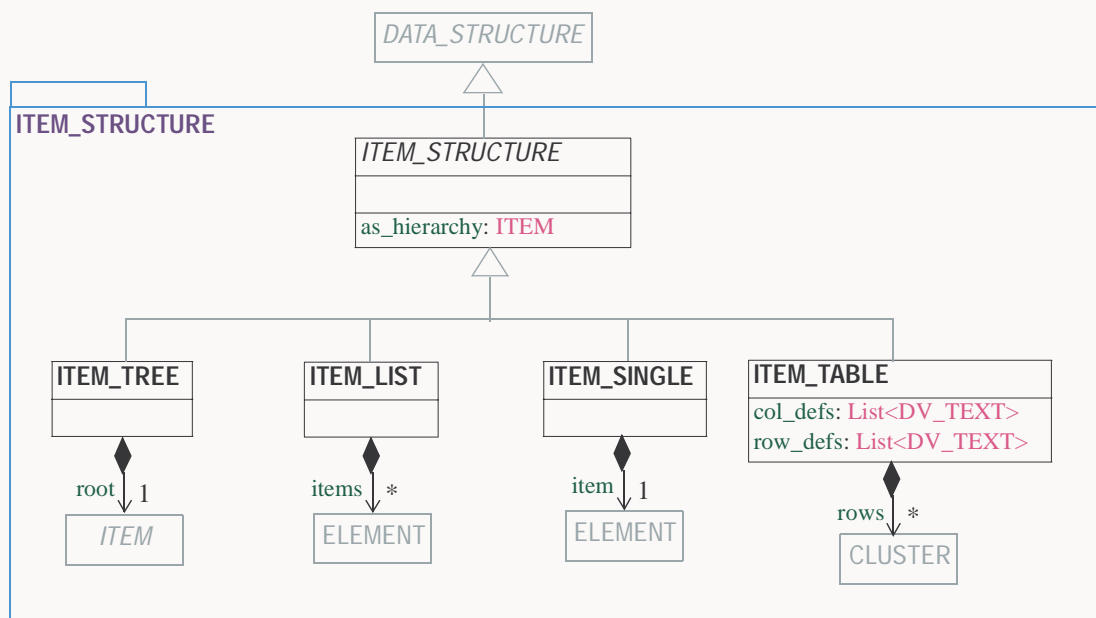 DATA_STRUCTURE
ITEM_STRUCTURE
ITEM_STRUCTURE
as_hierarchy: ITEM
ITEM_TREE
ITEM_LIST
ITEM_SINGLE
ITEM_TABLE
col_defs: List<DV_TEXT>
row_defs: List<DV_TEXT>
root 1
items *
item 1
rows *
ITEM
ELEMENT
ELEMENT
CLUSTER